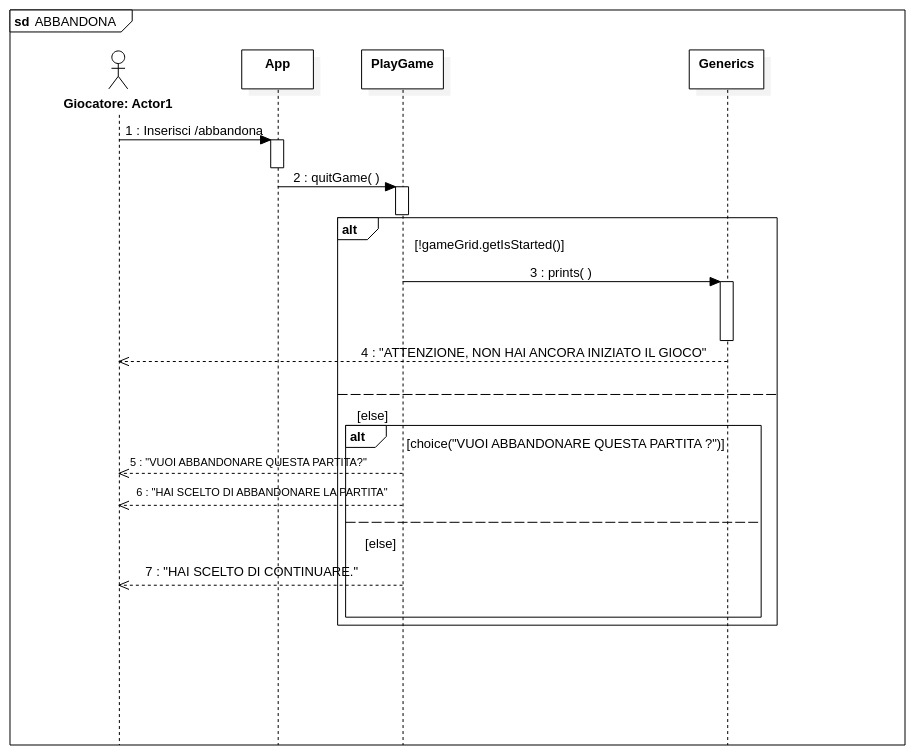 sd ABBANDONA
App
PlayGame
Generics
Giocatore: Actor1
1 : Inserisci /abbandona
2 : quitGame( )
alt
[!gameGrid.getIsStarted()]
3 : prints( )
4 : "ATTENZIONE, NON HAI ANCORA INIZIATO IL GIOCO"
[else]
alt
[choice("VUOI ABBANDONARE QUESTA PARTITA ?")]
5 : "VUOI ABBANDONARE QUESTA PARTITA?"
6 : "HAI SCELTO DI ABBANDONARE LA PARTITA"
[else]
7 : "HAI SCELTO DI CONTINUARE."